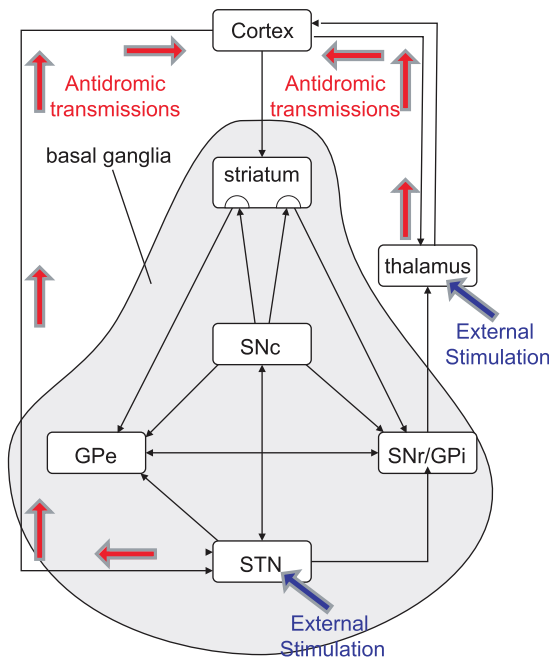 Cortex
Antidromic
transmissions
Antidromic
transmissions
basal ganglia
striatum
thalamus
External
Stimulation
SNc
GPe
SNr/GPi
STN
External
Stimulation